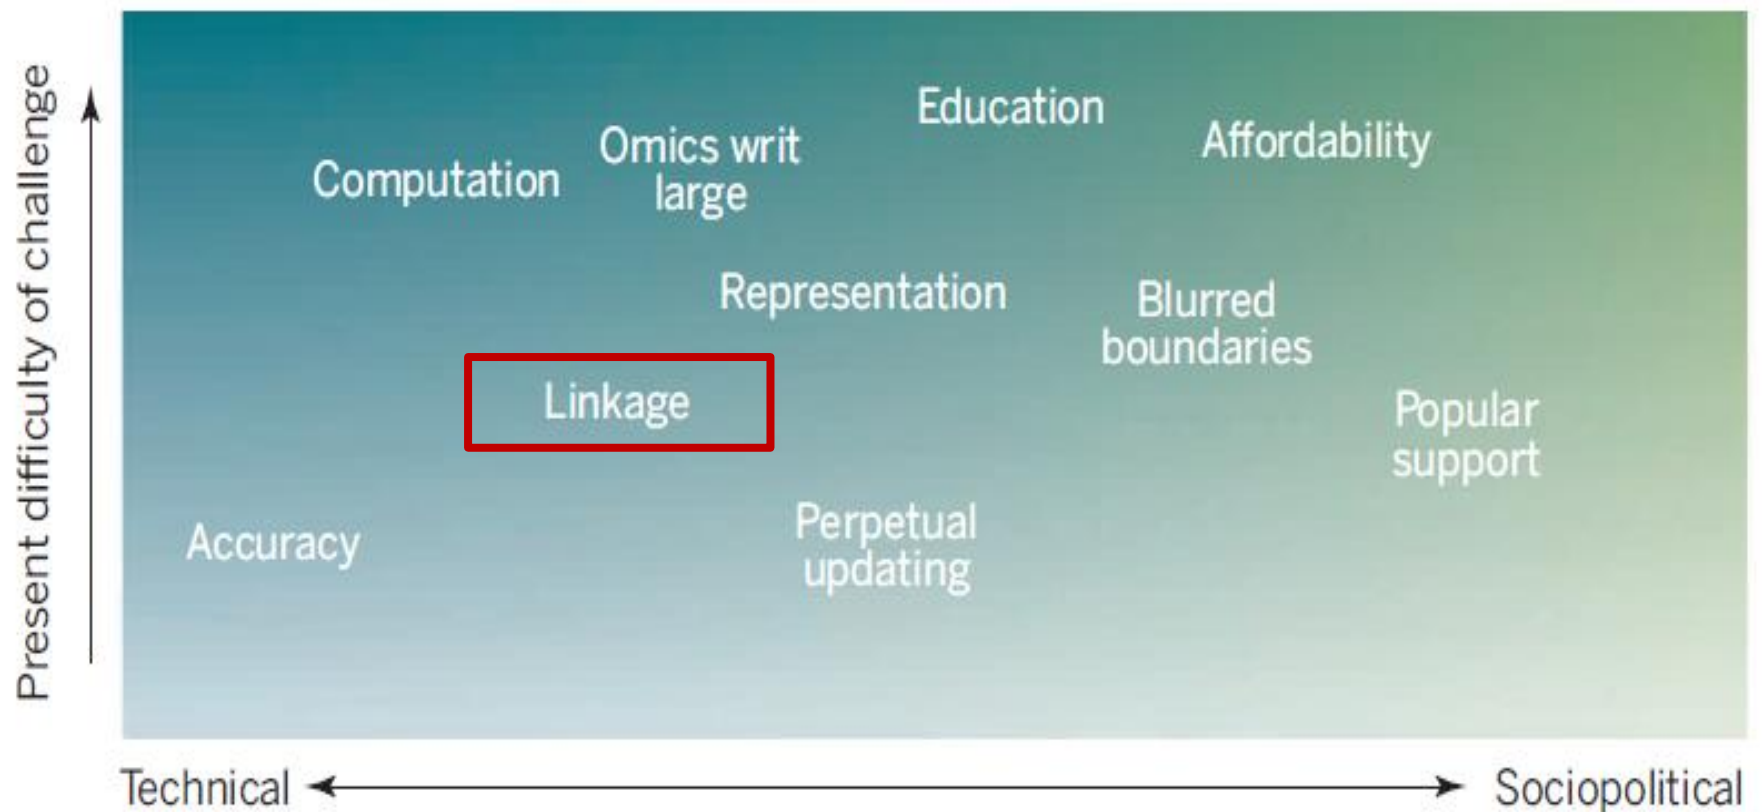 Present difficulty of challenge
Education
Affordability
Omics writ
large
Computation
Representation
Blurred
boundaries
Linkage
Popular
support
Perpetual
updating
Accuracy
Technical
Sociopolitical